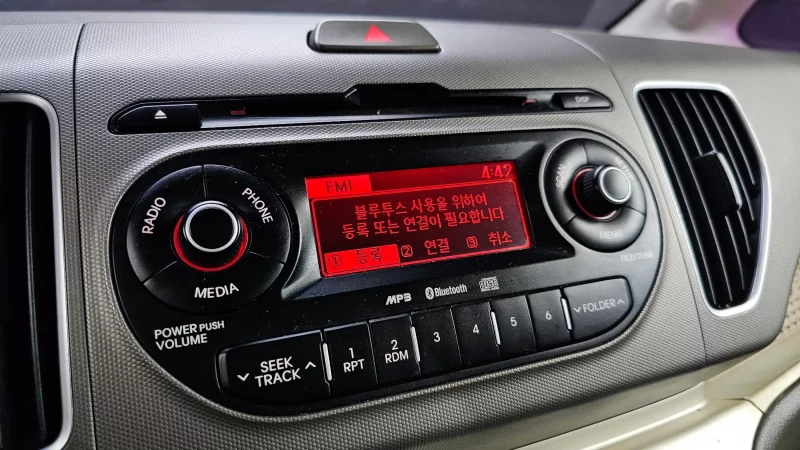 DISP
RADIO
PHONE
MEDIA
POWER PUSH
VOLUME
FM1
4:42
블루투스 사용을 위하여
등록 또는 연결이 필요합니다
1 등록 2 연결 3 취소
SCAN
MENU
MP3 Bluetooth
SEEK
TRACK
1
RPT
2
RDM
3
4
5
6
FOLDER